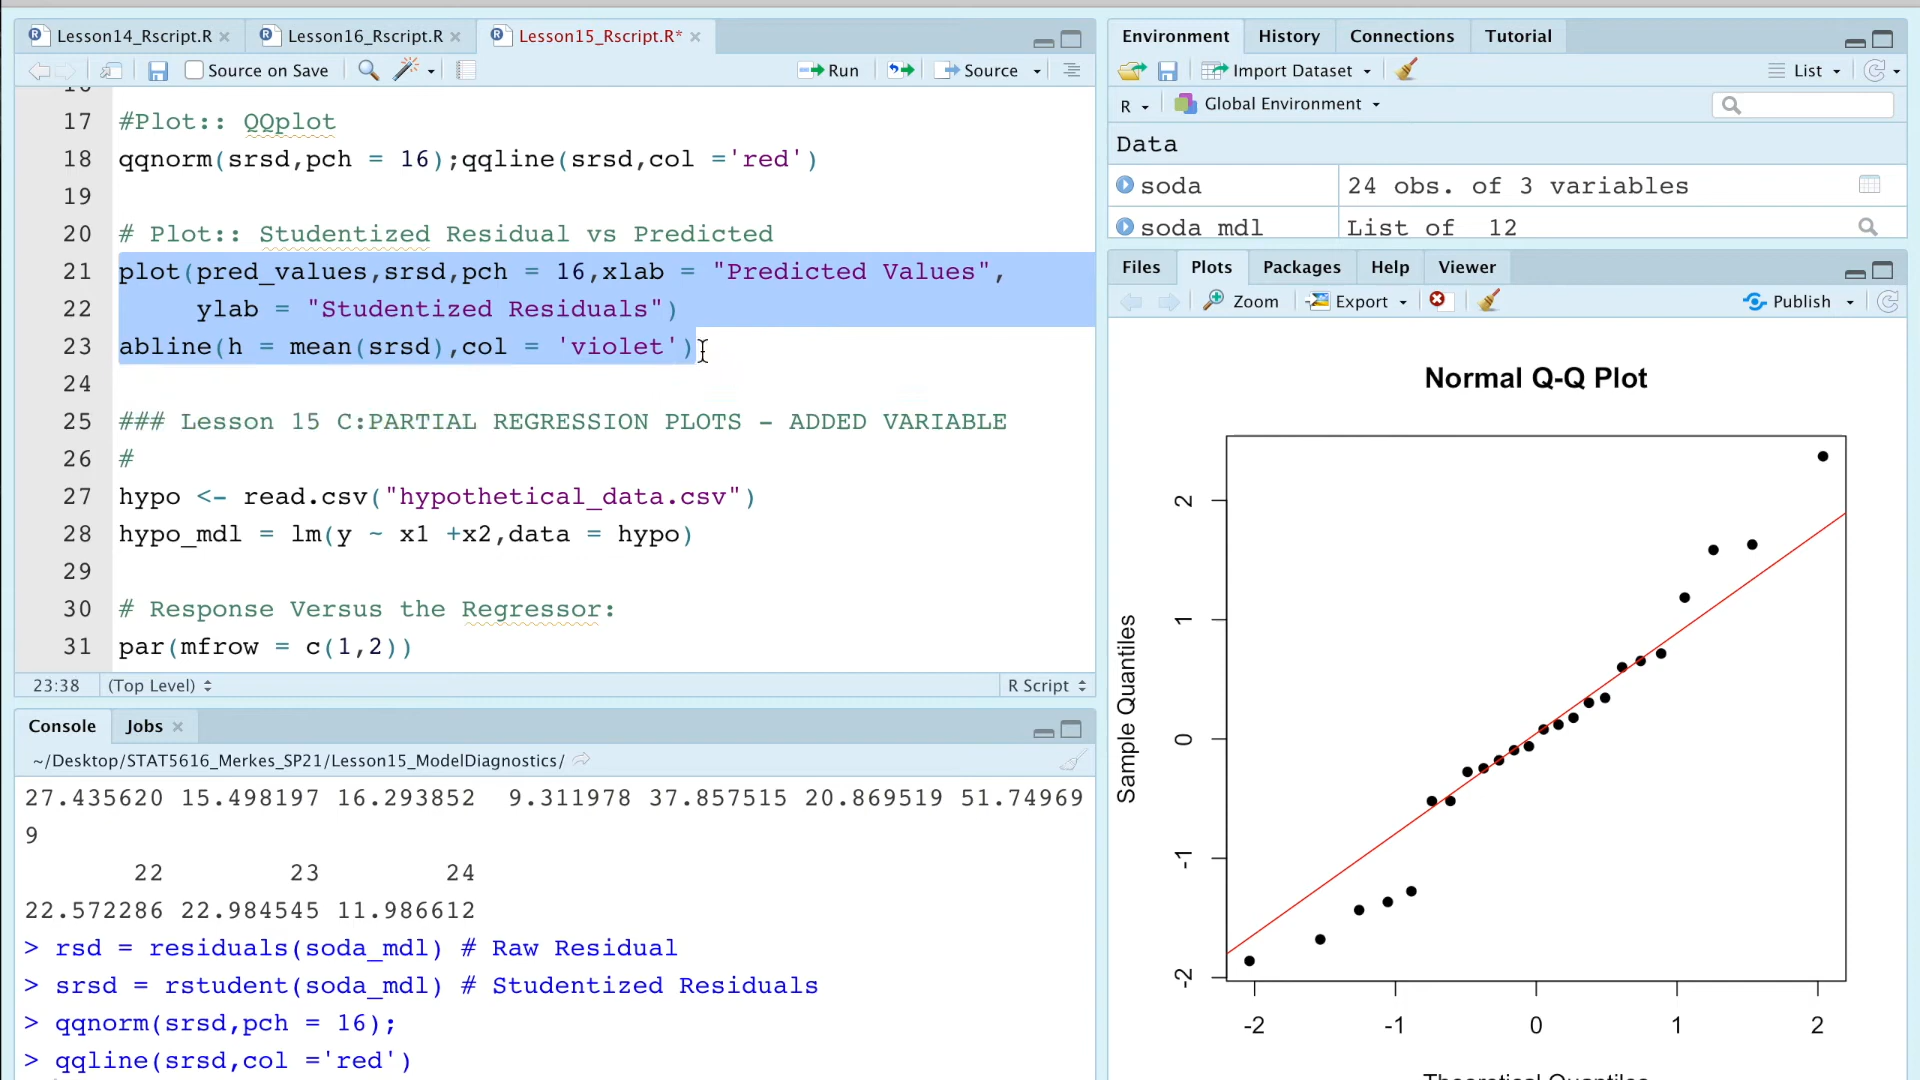 Lesson14_Rscript.R
Lesson16_Rscript.R
Lesson15_Rscript.R*
Source on Save
Run
Source
16
17 #Plot:: QQplot
18 qqnorm(srsd,pch = 16);qqline(srsd,col ='red')
19
20 # Plot:: Studentized Residual vs Predicted
21 plot(pred_values,srsd,pch = 16,xlab = "Predicted Values",
22 ylab = "Studentized Residuals")
23 abline(h = mean(srsd),col = 'violet')
24
25 ### Lesson 15 C:PARTIAL REGRESSION PLOTS - ADDED VARIABLE
26 #
27 hypo <- read.csv("hypothetical_data.csv")
28 hypo_mdl = lm(y ~ x1 +x2,data = hypo)
29
30 # Response Versus the Regressor:
31 par(mfrow = c(1,2))
23:38 (Top Level) R Script
Console Jobs
~/Desktop/STAT5616_Merkes_SP21/Lesson15_ModelDiagnostics/
27.435620 15.498197 16.293852 9.311978 37.857515 20.869519 51.74969
9
22 23 24
22.572286 22.984545 11.986612
> rsd = residuals(soda_mdl) # Raw Residual
> srsd = rstudent(soda_mdl) # Studentized Residuals
> qqnorm(srsd,pch = 16);
> qqline(srsd,col ='red')
Environment History Connections Tutorial
Import Dataset List
R Global Environment
Data
soda 24 obs. of 3 variables
soda mdl List of 12
Files Plots Packages Help Viewer
Zoom Export Publish
Normal Q-Q Plot
Sample Quantiles
2
1
0
-1
-2
-2 -1 0 1 2
Theoretical Quantiles